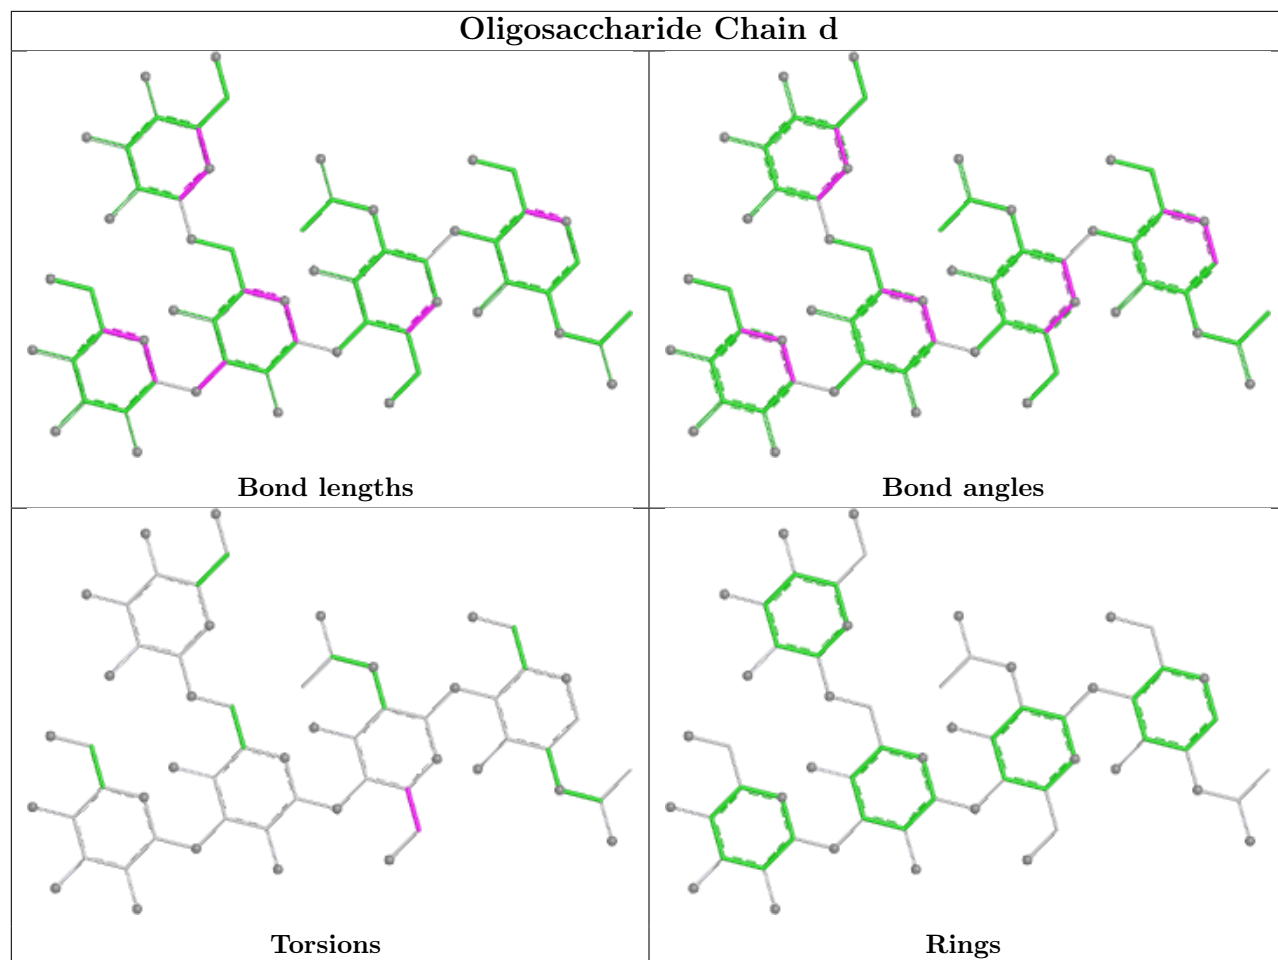 Oligosaccharide Chain d
Bond lengths
Bond angles
Torsions
Rings